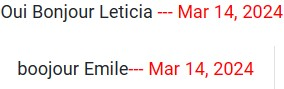 Oui Bonjour Leticia --- Mar 14, 2024
boojour Emile--- Mar 14, 2024